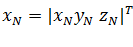 x_N = |x_N y_N z_N|^T